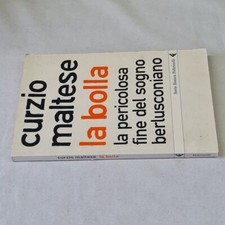 curzio
maltese
la bolla
la pericolosa
fine del sogno
berlusconiano
Serie Bianca Feltrinelli
curzio maltese la bolla